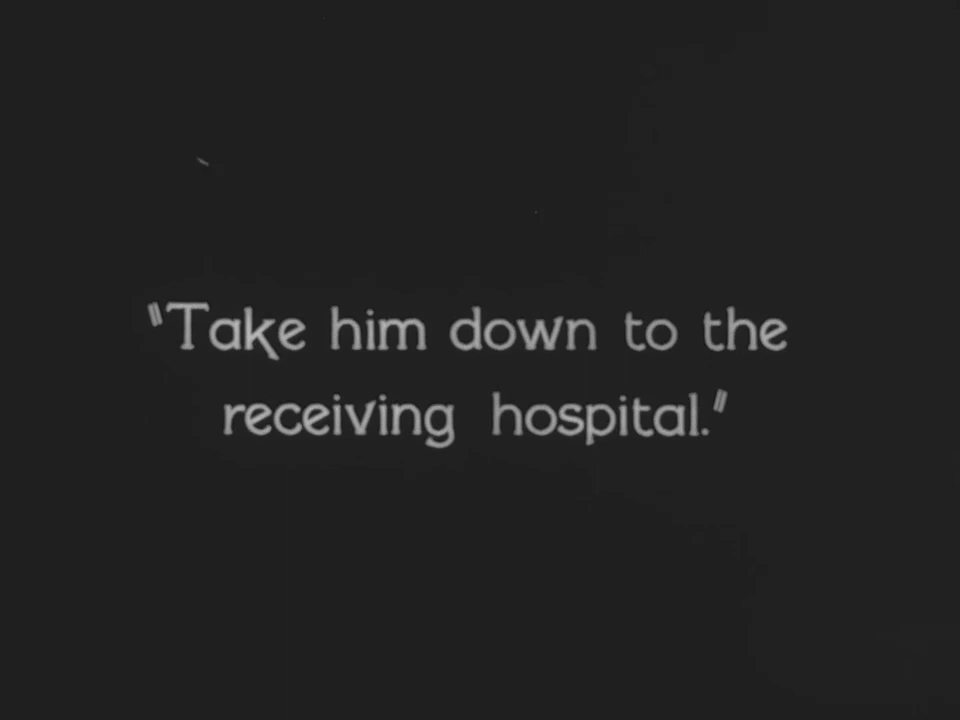 "Take him down to the
receiving hospital."